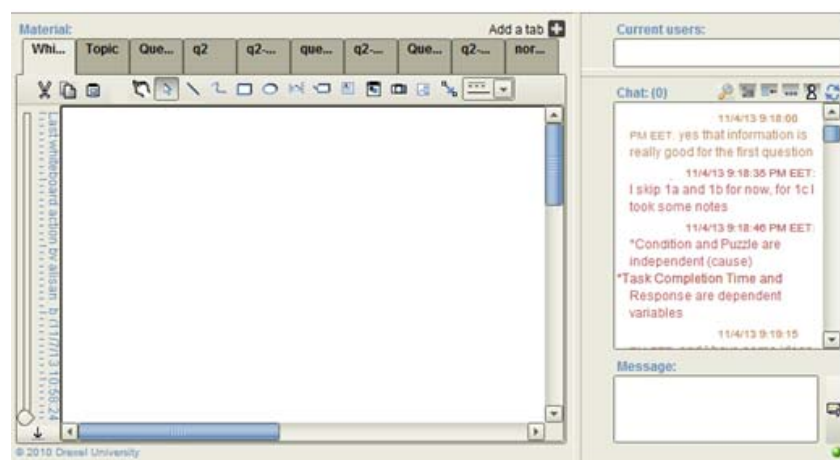 Material:
Add a tab
Whi...
Topic
Que...
q2
q2-...
que...
q2-...
Que...
q2-...
nor...
Last whiteboard action by alisan_b (11/7/13 10:58:24
© 2010 Drexel University
Current users:
Chat: (0)
11/4/13 9:18:00
PM EET: yes that information is
really good for the first question
11/4/13 9:18:35 PM EET:
I skip 1a and 1b for now, for 1c I
took some notes
11/4/13 9:18:46 PM EET:
*Condition and Puzzle are
independent (cause)
*Task Completion Time and
Response are dependent
variables
11/4/13 9:19:15
Message: